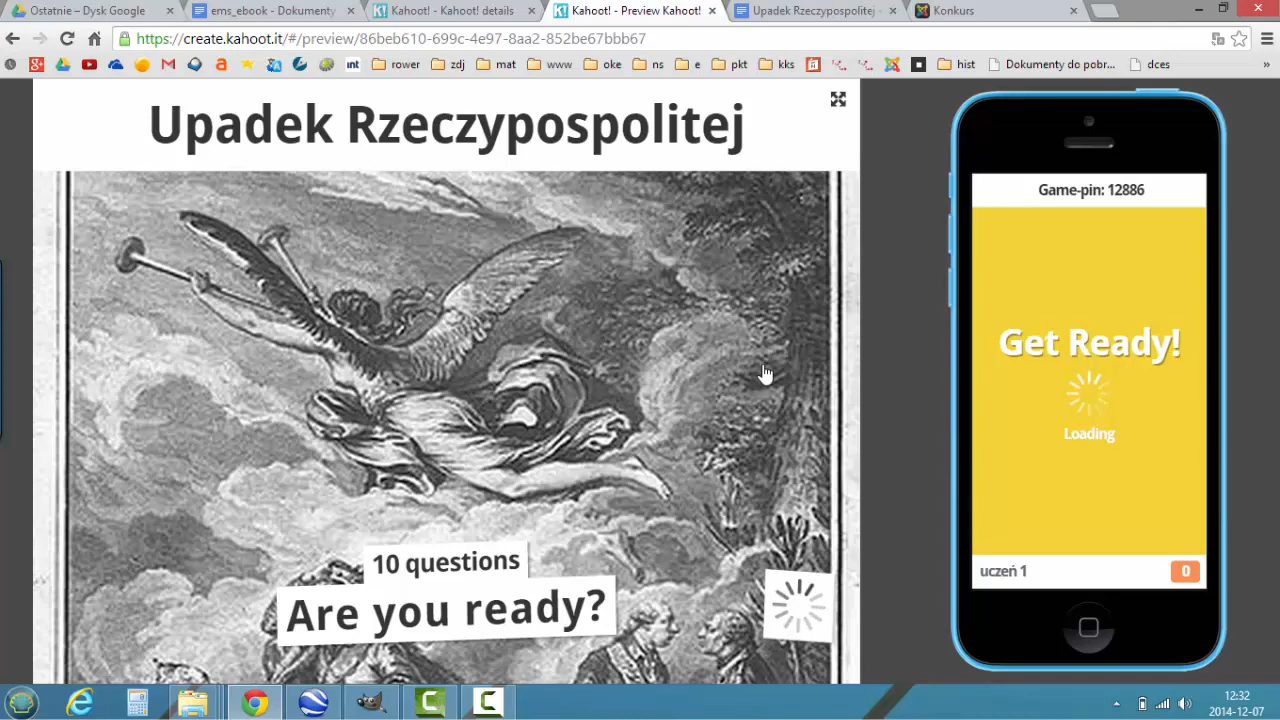 Ostatnie – Dysk Google
ems_ebook - Dokumenty
Kahoot! - Kahoot! details
Kahoot! - Preview Kahoot!
Upadek Rzeczypospolitej -
Konkurs
https://create.kahoot.it/#/preview/86beb610-699c-4e97-8aa2-852be67bbb67
int
rower
zdj
mat
www
oke
ns
e
pkt
kks
hist
Dokumenty do pobr...
dces
»
Upadek Rzeczypospolitej
10 questions
Are you ready?
Game-pin: 12886
Get Ready!
Loading
uczeń 1
0
12:32
2014-12-07